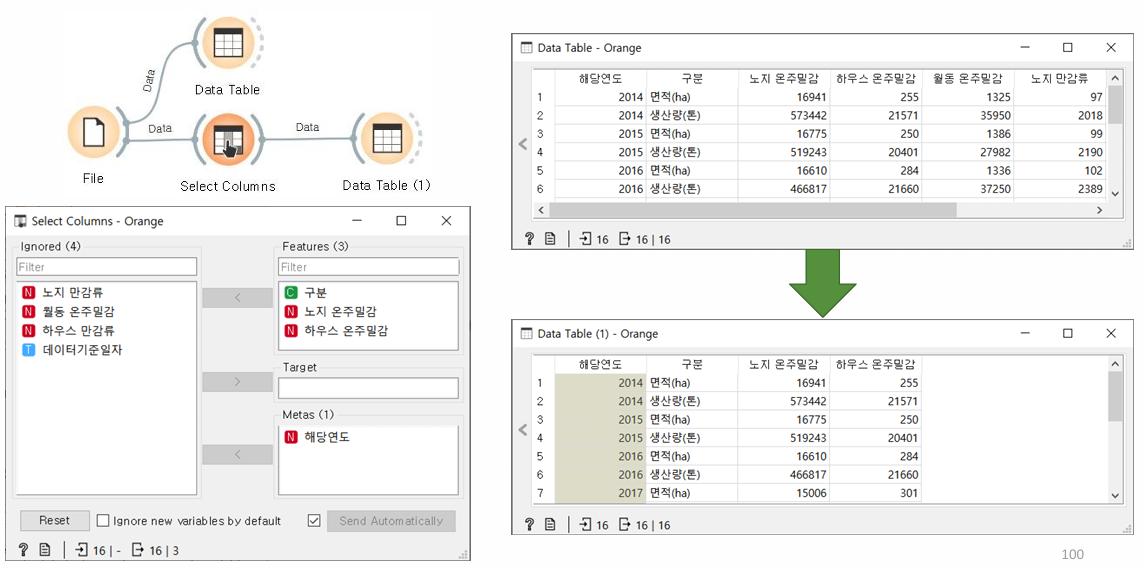 Data
Data Table
Data
Data
File
Select Columns
Data Table (1)
Select Columns - Orange
Ignored (4)
Filter
N 노지 만감류
N 월동 온주밀감
N 하우스 만감류
T 데이터기준일자
Features (3)
Filter
C 구분
N 노지 온주밀감
N 하우스 온주밀감
Target
Metas (1)
N 해당연도
Reset
Ignore new variables by default
Send Automatically
? 16 | - 16 | 3
Data Table - Orange
해당연도 구분 노지 온주밀감 하우스 온주밀감 월동 온주밀감 노지 만감류
1 2014 면적(ha) 16941 255 1325 97
2 2014 생산량(톤) 573442 21571 35950 2018
3 2015 면적(ha) 16775 250 1386 99
4 2015 생산량(톤) 519243 20401 27982 2190
5 2016 면적(ha) 16610 284 1336 102
6 2016 생산량(톤) 466817 21660 37250 2389
? 16 16 | 16
Data Table (1) - Orange
해당연도 구분 노지 온주밀감 하우스 온주밀감
1 2014 면적(ha) 16941 255
2 2014 생산량(톤) 573442 21571
3 2015 면적(ha) 16775 250
4 2015 생산량(톤) 519243 20401
5 2016 면적(ha) 16610 284
6 2016 생산량(톤) 466817 21660
7 2017 면적(ha) 15006 301
? 16 16 | 16
100